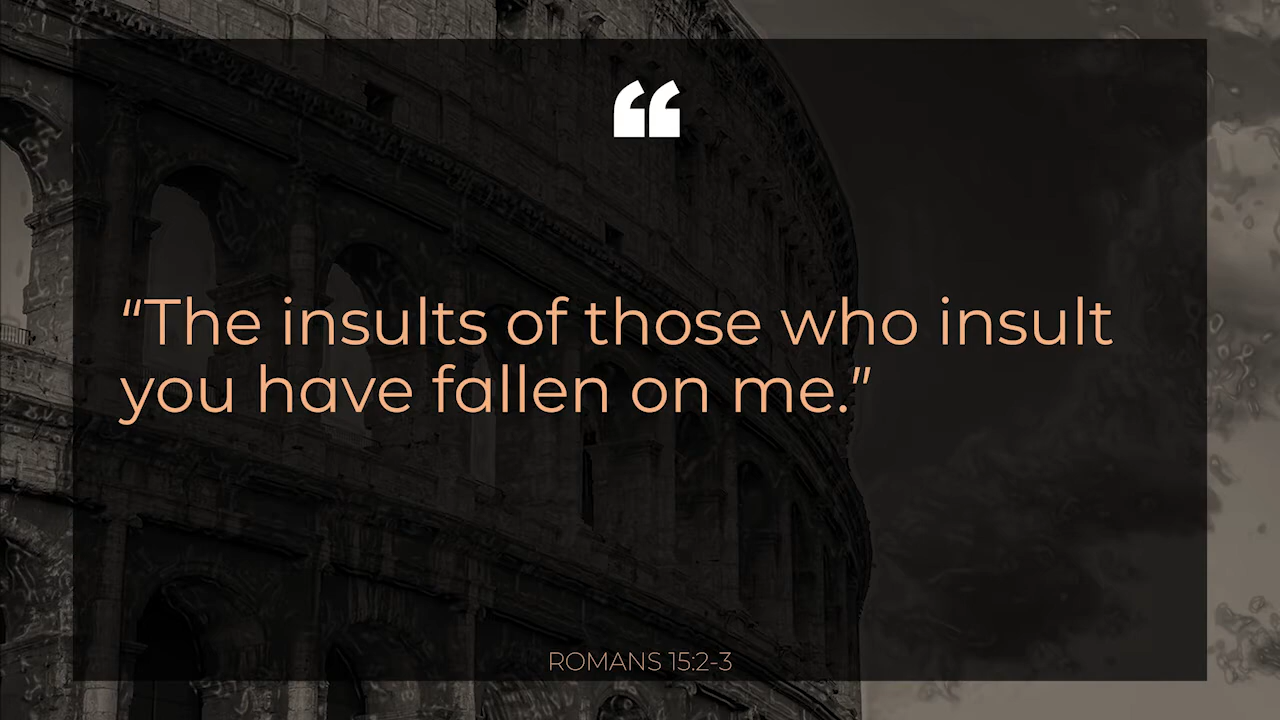 “
“The insults of those who insult
you have fallen on me.”
ROMANS 15:2-3